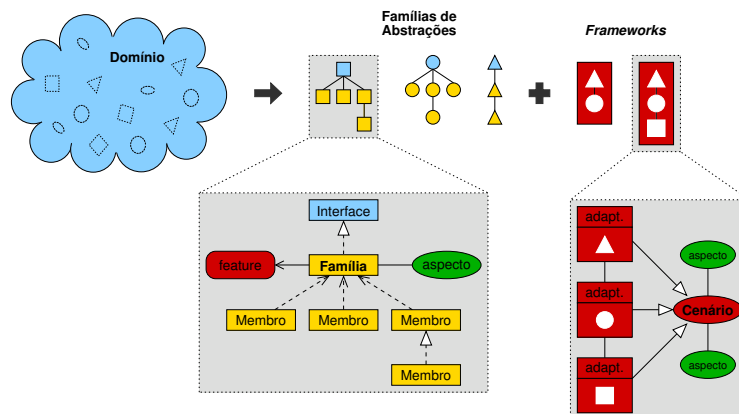 Domínio
Famílias de
Abstrações
Frameworks
Interface
feature
Família
aspecto
Membro
Membro
Membro
Membro
adapt.
adapt.
adapt.
aspecto
Cenário
aspecto